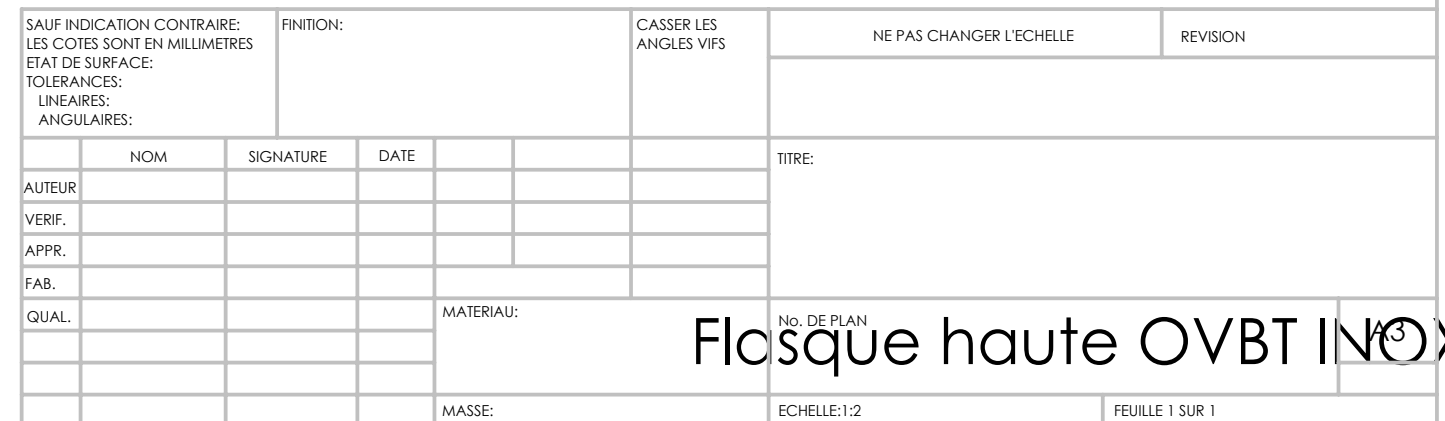 SAUF INDICATION CONTRAIRE:
LES COTES SONT EN MILLIMETRES
ETAT DE SURFACE:
TOLERANCES:
LINEAIRES:
ANGULAIRES:
FINITION:
CASSER LES
ANGLES VIFS
NE PAS CHANGER L'ECHELLE
REVISION
NOM
SIGNATURE
DATE
TITRE:
AUTEUR
VERIF.
APPR.
FAB.
QUAL.
MATERIAU:
No. DE PLAN
Flasque haute OVBT INOX
A3
MASSE:
ECHELLE:1:2
FEUILLE 1 SUR 1